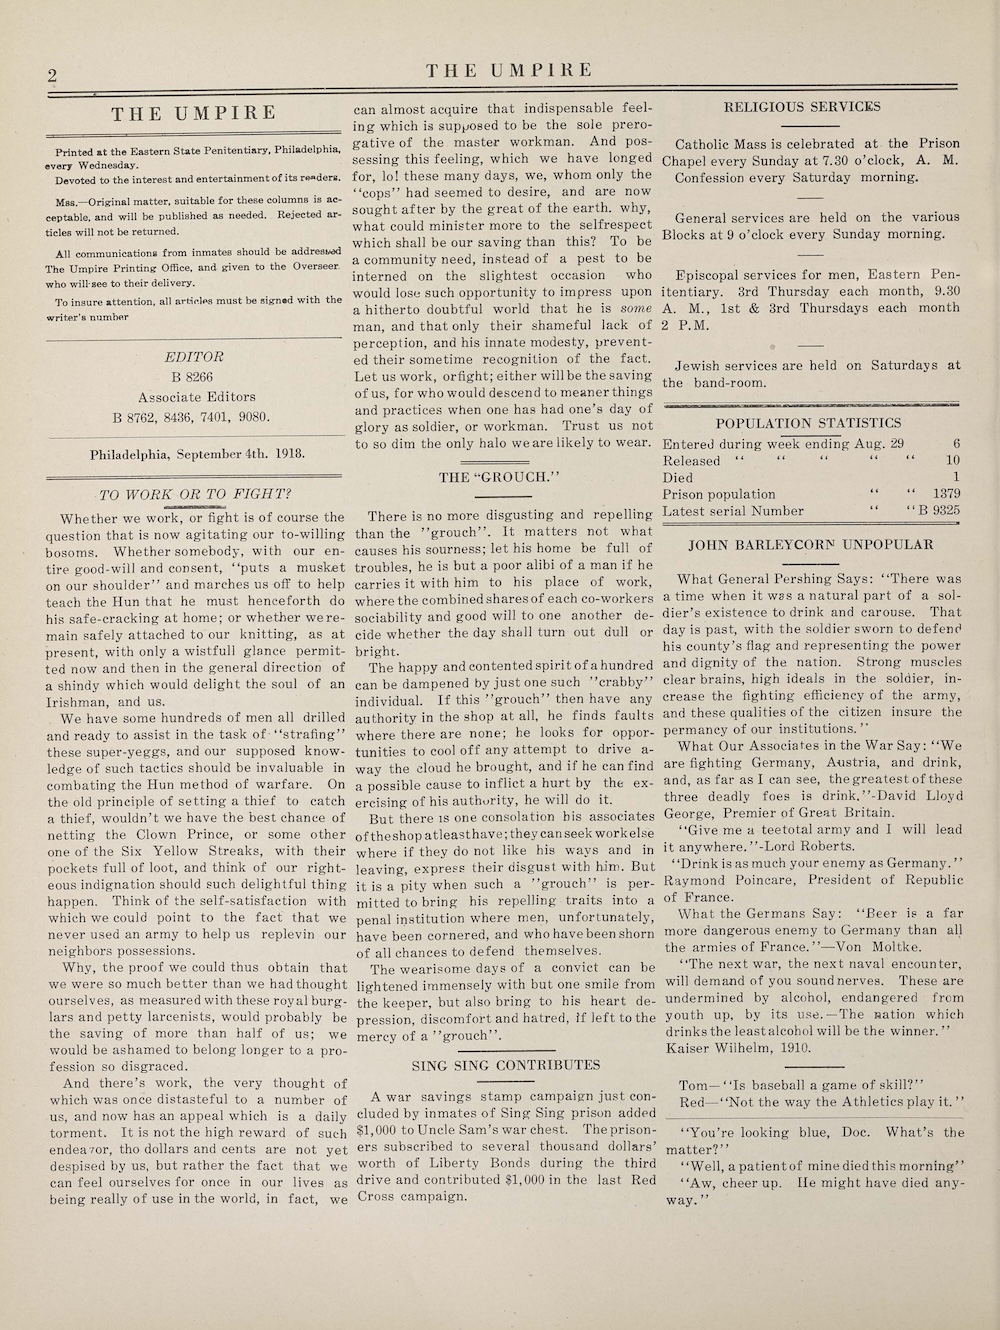 2
THE UMPIRE
THE UMPIRE
Printed at the Eastern State Penitentiary, Philadelphia,
every Wednesday.
Devoted to the interest and entertainment of its readers.
Mss.—Original matter, suitable for these columns is ac-
ceptable, and will be published as needed. Rejected ar-
ticles will not be returned.
All communications from inmates should be addressed
The Umpire Printing Office, and given to the Overseer
who will see to their delivery.
To insure attention, all articles must be signed with the
writer's number
EDITOR
B 8266
Associate Editors
B 8762, 8436, 7401, 9080.
Philadelphia, September 4th. 1918.
TO WORK OR TO FIGHT?
Whether we work, or fight is of course the
question that is now agitating our to-willing
bosoms. Whether somebody, with our en-
tire good-will and consent, "puts a musket
on our shoulder" and marches us off to help
teach the Hun that he must henceforth do
his safe-cracking at home; or whether we re-
main safely attached to our knitting, as at
present, with only a wistfull glance permit-
ted now and then in the general direction of
a shindy which would delight the soul of an
Irishman, and us.
We have some hundreds of men all drilled
and ready to assist in the task of "strafing"
these super-yeggs, and our supposed know-
ledge of such tactics should be invaluable in
combating the Hun method of warfare. On
the old principle of setting a thief to catch
a thief, wouldn't we have the best chance of
netting the Clown Prince, or some other
one of the Six Yellow Streaks, with their
pockets full of loot, and think of our right-
eous indignation should such delightful thing
happen. Think of the self-satisfaction with
which we could point to the fact that we
never used an army to help us replevin our
neighbors possessions.
Why, the proof we could thus obtain that
we were so much better than we had thought
ourselves, as measured with these royal burg-
lars and petty larcenists, would probably be
the saving of more than half of us; we
would be ashamed to belong longer to a pro-
fession so disgraced.
And there's work, the very thought of
which was once distasteful to a number of
us, and now has an appeal which is a daily
torment. It is not the high reward of such
endeavor, tho dollars and cents are not yet
despised by us, but rather the fact that we
can feel ourselves for once in our lives as
being really of use in the world, in fact, we
can almost acquire that indispensable feel-
ing which is supposed to be the sole prero-
gative of the master workman. And pos-
sessing this feeling, which we have longed
for, lo! these many days, we, whom only the
"cops" had seemed to desire, and are now
sought after by the great of the earth. why,
what could minister more to the selfrespect
which shall be our saving than this? To be
a community need, instead of a pest to be
interned on the slightest occasion who
would lose such opportunity to impress upon
a hitherto doubtful world that he is some
man, and that only their shameful lack of
perception, and his innate modesty, prevent-
ed their sometime recognition of the fact.
Let us work, orfight; either will be the saving
of us, for who would descend to meaner things
and practices when one has had one's day of
glory as soldier, or workman. Trust us not
to so dim the only halo we are likely to wear.
THE "GROUCH."
There is no more disgusting and repelling
than the "grouch". It matters not what
causes his sourness; let his home be full of
troubles, he is but a poor alibi of a man if he
carries it with him to his place of work,
where the combined shares of each co-workers
sociability and good will to one another de-
cide whether the day shall turn out dull or
bright.
The happy and contented spirit of a hundred
can be dampened by just one such "crabby"
individual. If this "grouch" then have any
authority in the shop at all, he finds faults
where there are none; he looks for oppor-
tunities to cool off any attempt to drive a-
way the cloud he brought, and if he can find
a possible cause to inflict a hurt by the ex-
ercising of his authority, he will do it.
But there is one consolation his associates
of the shop at least have; they can seek work else
where if they do not like his ways and in
leaving, express their disgust with him. But
it is a pity when such a "grouch" is per-
mitted to bring his repelling traits into a
penal institution where men, unfortunately,
have been cornered, and who have been shorn
of all chances to defend themselves.
The wearisome days of a convict can be
lightened immensely with but one smile from
the keeper, but also bring to his heart de-
pression, discomfort and hatred, if left to the
mercy of a "grouch".
SING SING CONTRIBUTES
A war savings stamp campaign just con-
cluded by inmates of Sing Sing prison added
$1,000 to Uncle Sam's war chest. The prison-
ers subscribed to several thousand dollars'
worth of Liberty Bonds during the third
drive and contributed $1,000 in the last Red
Cross campaign.
RELIGIOUS SERVICES
Catholic Mass is celebrated at the Prison
Chapel every Sunday at 7.30 o'clock, A. M.
Confession every Saturday morning.
General services are held on the various
Blocks at 9 o'clock every Sunday morning.
Episcopal services for men, Eastern Pen-
itentiary. 3rd Thursday each month, 9.30
A. M., 1st & 3rd Thursdays each month
2 P.M.
Jewish services are held on Saturdays at
the band-room.
POPULATION STATISTICS
Entered during week ending Aug. 29 6
Released " " " " " 10
Died 1
Prison population " " 1379
Latest serial Number " " B 9325
JOHN BARLEYCORN UNPOPULAR
What General Pershing Says: "There was
a time when it was a natural part of a sol-
dier's existence to drink and carouse. That
day is past, with the soldier sworn to defend
his county's flag and representing the power
and dignity of the nation. Strong muscles
clear brains, high ideals in the soldier, in-
crease the fighting efficiency of the army,
and these qualities of the citizen insure the
permancy of our institutions."
What Our Associates in the War Say: "We
are fighting Germany, Austria, and drink,
and, as far as I can see, the greatest of these
three deadly foes is drink,"-David Lloyd
George, Premier of Great Britain.
"Give me a teetotal army and I will lead
it anywhere."-Lord Roberts.
"Drink is as much your enemy as Germany."
Raymond Poincare, President of Republic
of France.
What the Germans Say: "Beer is a far
more dangerous enemy to Germany than all
the armies of France."—Von Moltke.
"The next war, the next naval encounter,
will demand of you sound nerves. These are
undermined by alcohol, endangered from
youth up, by its use.—The nation which
drinks the least alcohol will be the winner."
Kaiser Wilhelm, 1910.
Tom—"Is baseball a game of skill?"
Red—"Not the way the Athletics play it."
"You're looking blue, Doc. What's the
matter?"
"Well, a patient of mine died this morning"
"Aw, cheer up. He might have died any-
way."